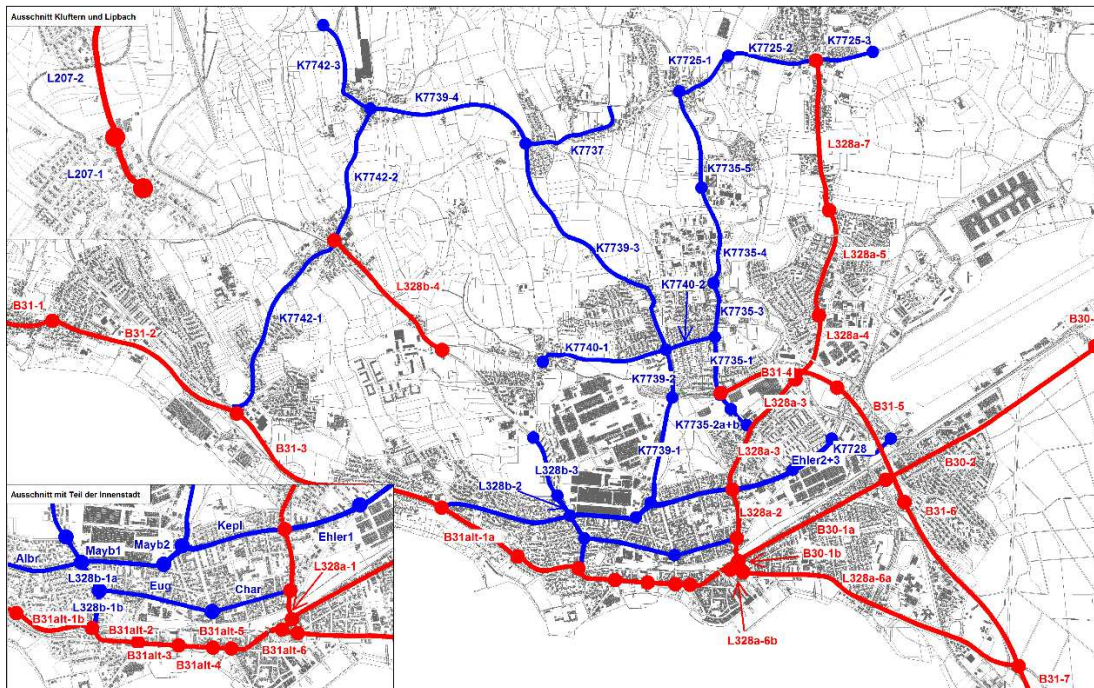 Ausschnitt Kluftern und Lipbach
L207-2
L207-1
K7742-3
K7739-4
K7737
K7725-1
K7725-2
K7725-3
L328a-7
K7742-2
K7735-5
K7739-3
K7735-4
L328a-5
L328b-4
K7740-2
B31-1
B31-2
K7742-1
K7735-3
L328a-4
B30-
K7740-1
K7735-1
B31-4
K7739-2
L328a-3
B31-5
B31-3
K7735-2a+b
L328a-3
K7739-1
Ehler2+3
K7728
L328b-3
B30-2
L328b-2
L328a-2
B31-6
B31alt-1a
B30-1a
B30-1b
L328a-6a
L328a-6b
B31-7
Ausschnitt mit Teil der Innenstadt
Kepl
Ehler1
Albr
Mayb1
Mayb2
L328a-1
L328b-1a
Eug
Char
L328b-1b
B31alt-1b
B31alt-2
B31alt-5
B31alt-3
B31alt-4
B31alt-6